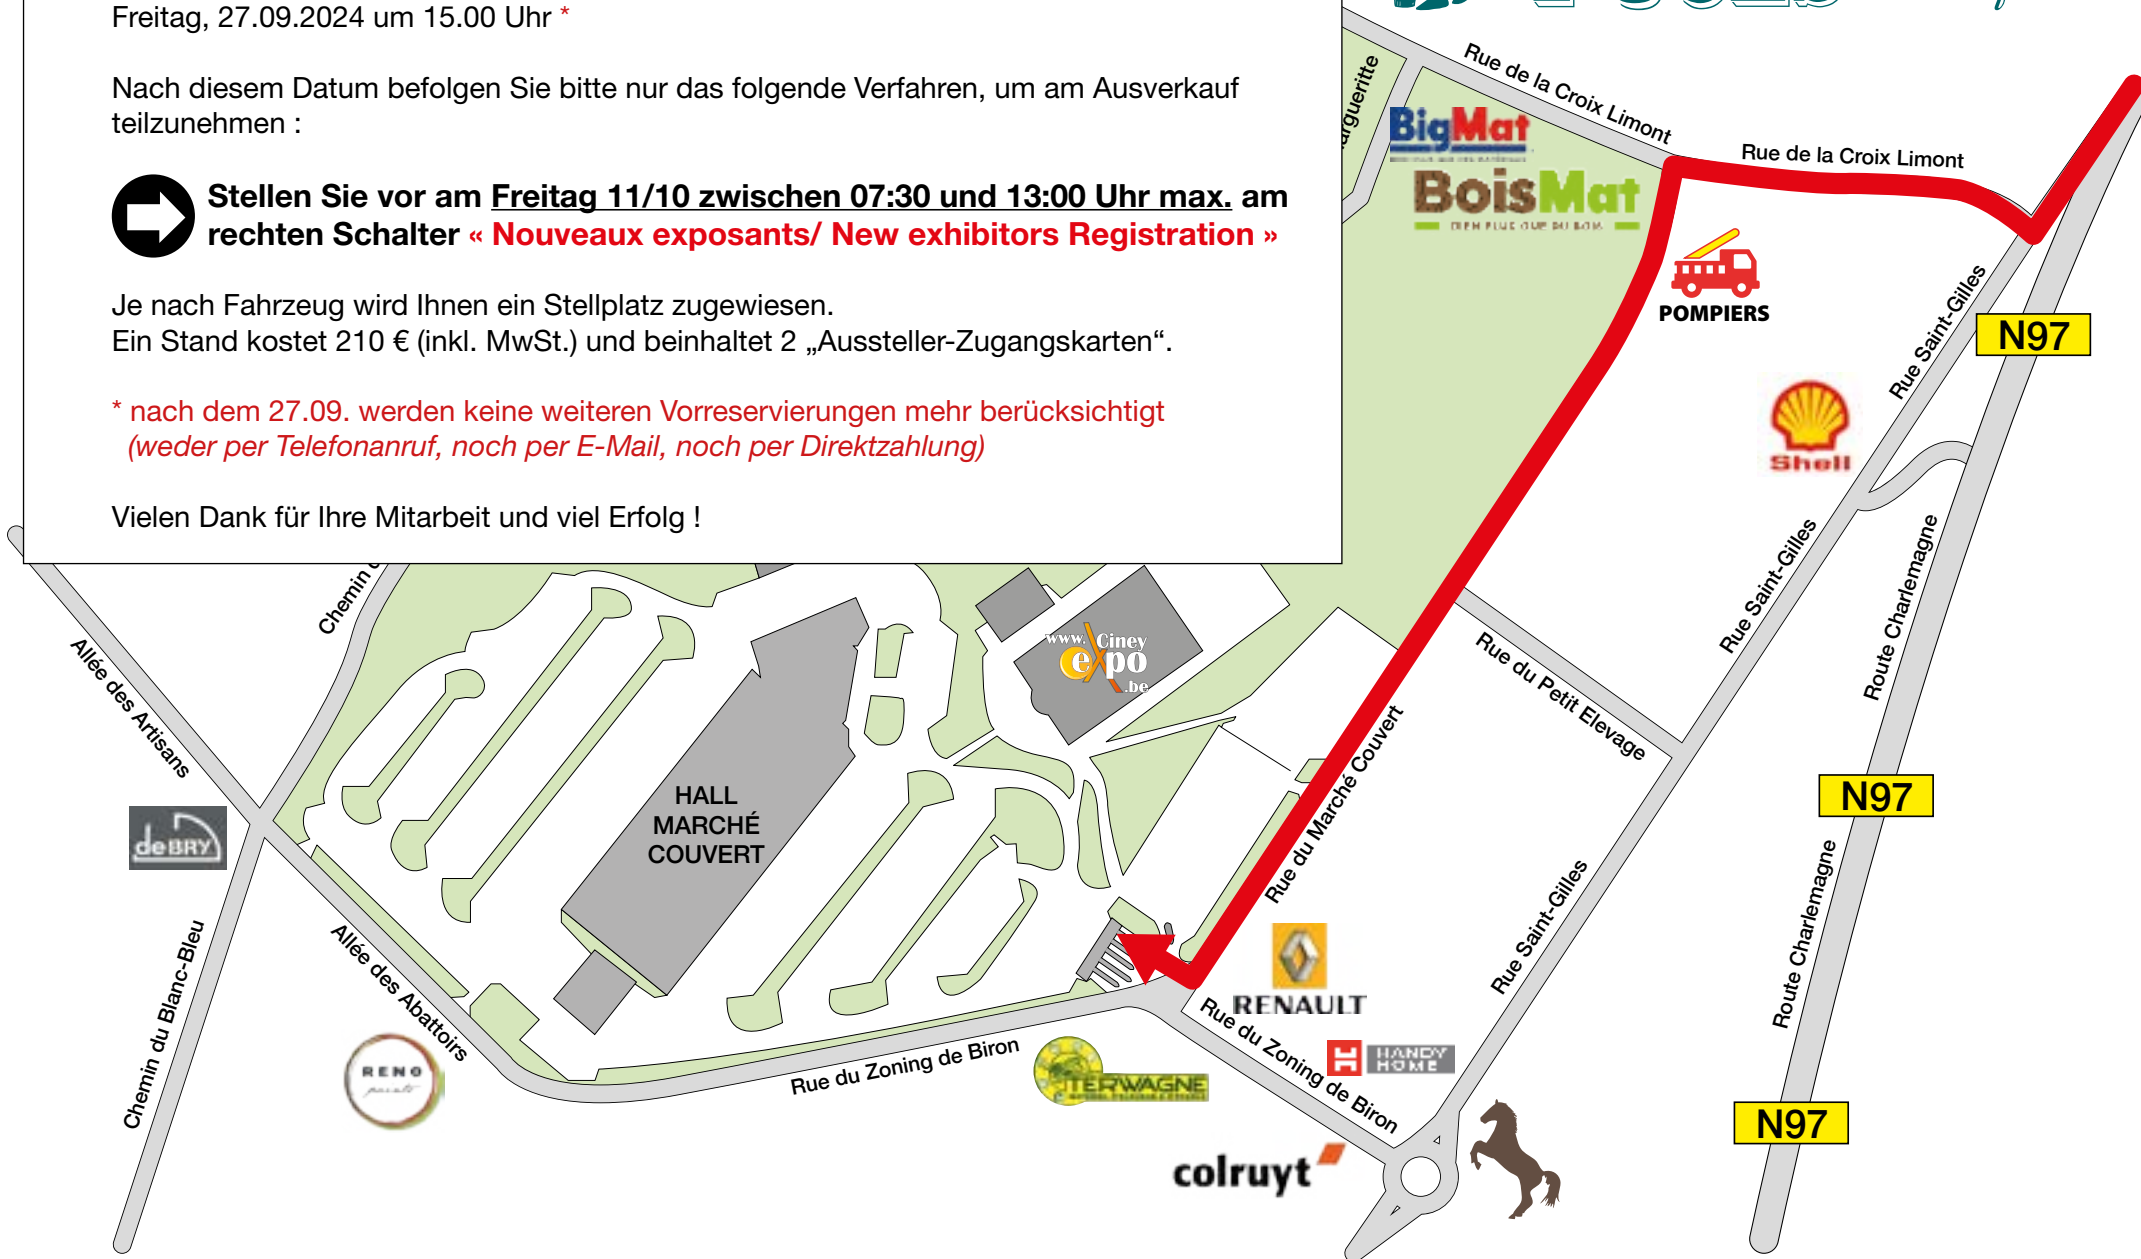 Freitag, 27.09.2024 um 15.00 Uhr *
Nach diesem Datum befolgen Sie bitte nur das folgende Verfahren, um am Ausverkauf
teilzunehmen :
Stellen Sie vor am Freitag 11/10 zwischen 07:30 und 13:00 Uhr max. am
rechten Schalter « Nouveaux exposants/ New exhibitors Registration »
Je nach Fahrzeug wird Ihnen ein Stellplatz zugewiesen.
Ein Stand kostet 210 € (inkl. MwSt.) und beinhaltet 2 „Aussteller-Zugangskarten“.
* nach dem 27.09. werden keine weiteren Vorreservierungen mehr berücksichtigt
(weder per Telefonanruf, noch per E-Mail, noch per Direktzahlung)
Vielen Dank für Ihre Mitarbeit und viel Erfolg !
Rue de la Croix Limont
Rue de la Croix Limont
BigMat
BoisMat
BIEN PLUS QUE DU BOIS
POMPIERS
Rue Saint-Gilles
N97
Shell
Rue Saint-Gilles
Route Charlemagne
Chemin
Allée des Artisans
www.Ciney
expo
.be
Rue du Petit Elevage
Rue du Marché Couvert
N97
HALL
MARCHÉ
COUVERT
deBRY
Chemin du Blanc-Bleu
Allée des Abattoirs
Rue Saint-Gilles
Route Charlemagne
RENAULT
Rue du Zoning de Biron
Rue du Zoning de Biron
HANDY
HOME
RENO
paints
TERWAGNE
N97
colruyt